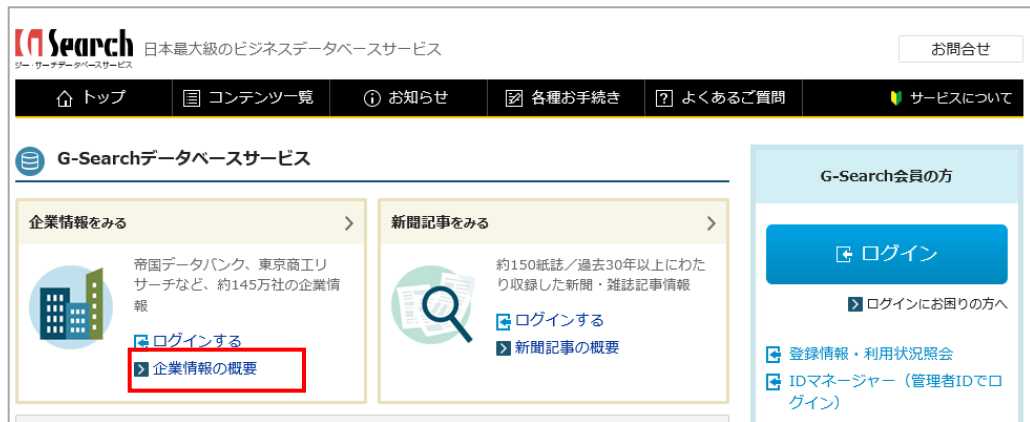 G Search 日本最大級のビジネスデータベースサービス
ジー・サーチデータベースサービス
お問合せ
トップ
コンテンツ一覧
お知らせ
各種お手続き
よくあるご質問
サービスについて
G-Searchデータベースサービス
企業情報をみる
帝国データバンク、東京商工リ
サーチなど、約145万社の企業情
報
ログインする
企業情報の概要
新聞記事をみる
約150紙誌／過去30年以上にわた
り収録した新聞・雑誌記事情報
ログインする
新聞記事の概要
G-Search会員の方
ログイン
ログインにお困りの方へ
登録情報・利用状況照会
IDマネージャー（管理者IDでロ
グイン）